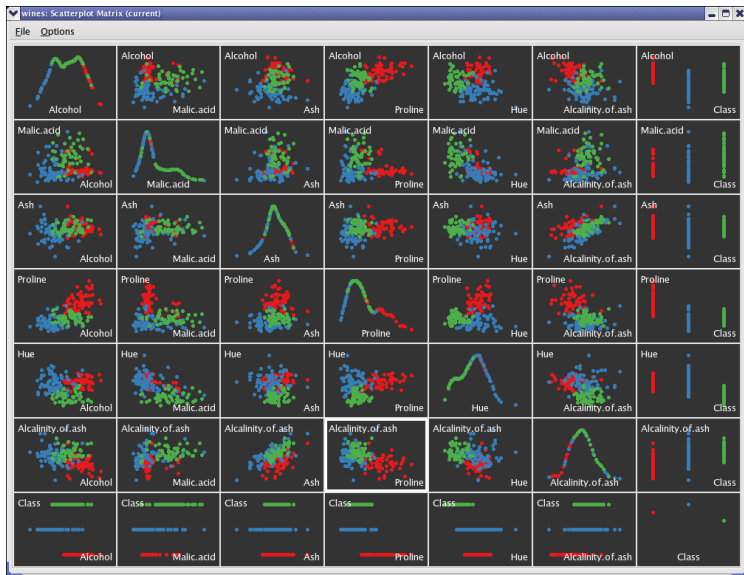 wines: Scatterplot Matrix (current)
File Options
Alcohol
Alcohol Malic.acid
Alcohol Ash
Alcohol Proline
Alcohol Hue
Alcohol Alcalinity.of.ash
Alcohol Class
Malic.acid Alcohol
Malic.acid
Malic.acid Ash
Malic.acid Proline
Malic.acid Hue
Malic.acid Alcalinity.of.ash
Malic.acid Class
Ash Alcohol
Ash Malic.acid
Ash
Ash Proline
Ash Hue
Ash Alcalinity.of.ash
Ash Class
Proline Alcohol
Proline Malic.acid
Proline Ash
Proline
Proline Hue
Proline Alcalinity.of.ash
Proline Class
Hue Alcohol
Hue Malic.acid
Hue Ash
Hue Proline
Hue
Hue Alcalinity.of.ash
Hue Class
Alcalinity.of.ash Alcohol
Alcalinity.of.ash Malic.acid
Alcalinity.of.ash Ash
Alcalinity.of.ash Proline
Alcalinity.of.ash Hue
Alcalinity.of.ash
Alcalinity.of.ash Class
Class Alcohol
Class Malic.acid
Class Ash
Class Proline
Class Hue
Class Alcalinity.of.ash
Class